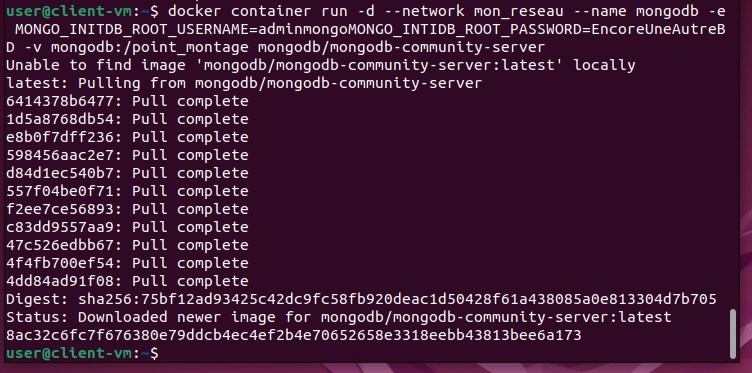 user@client-vm:~$ docker container run -d --network mon_reseau --name mongodb -e
 MONGO_INITDB_ROOT_USERNAME=adminmongoMONGO_INTIDB_ROOT_PASSWORD=EncoreUneAutreB
D -v mongodb:/point_montage mongodb/mongodb-community-server
Unable to find image 'mongodb/mongodb-community-server:latest' locally
latest: Pulling from mongodb/mongodb-community-server
6414378b6477: Pull complete
1d5a8768db54: Pull complete
e8b0f7dff236: Pull complete
598456aac2e7: Pull complete
d84d1ec540b7: Pull complete
557f04be0f71: Pull complete
f2ee7ce56893: Pull complete
c83dd9557aa9: Pull complete
47c526edbb67: Pull complete
4f4fb700ef54: Pull complete
4dd84ad91f08: Pull complete
Digest: sha256:75bf12ad93425c42dc9fc58fb920deac1d50428f61a438085a0e813304d7b705
Status: Downloaded newer image for mongodb/mongodb-community-server:latest
8ac32c6fc7f676380e79ddcb4ec4ef2b4e70652658e3318eebb43813bee6a173
user@client-vm:~$